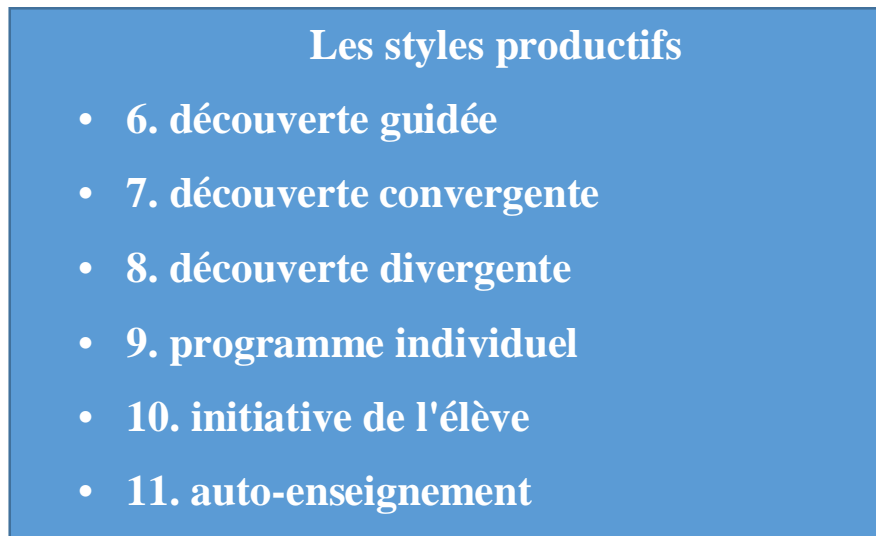 Les styles productifs
• 6. découverte guidée
• 7. découverte convergente
• 8. découverte divergente
• 9. programme individuel
• 10. initiative de l'élève
• 11. auto-enseignement